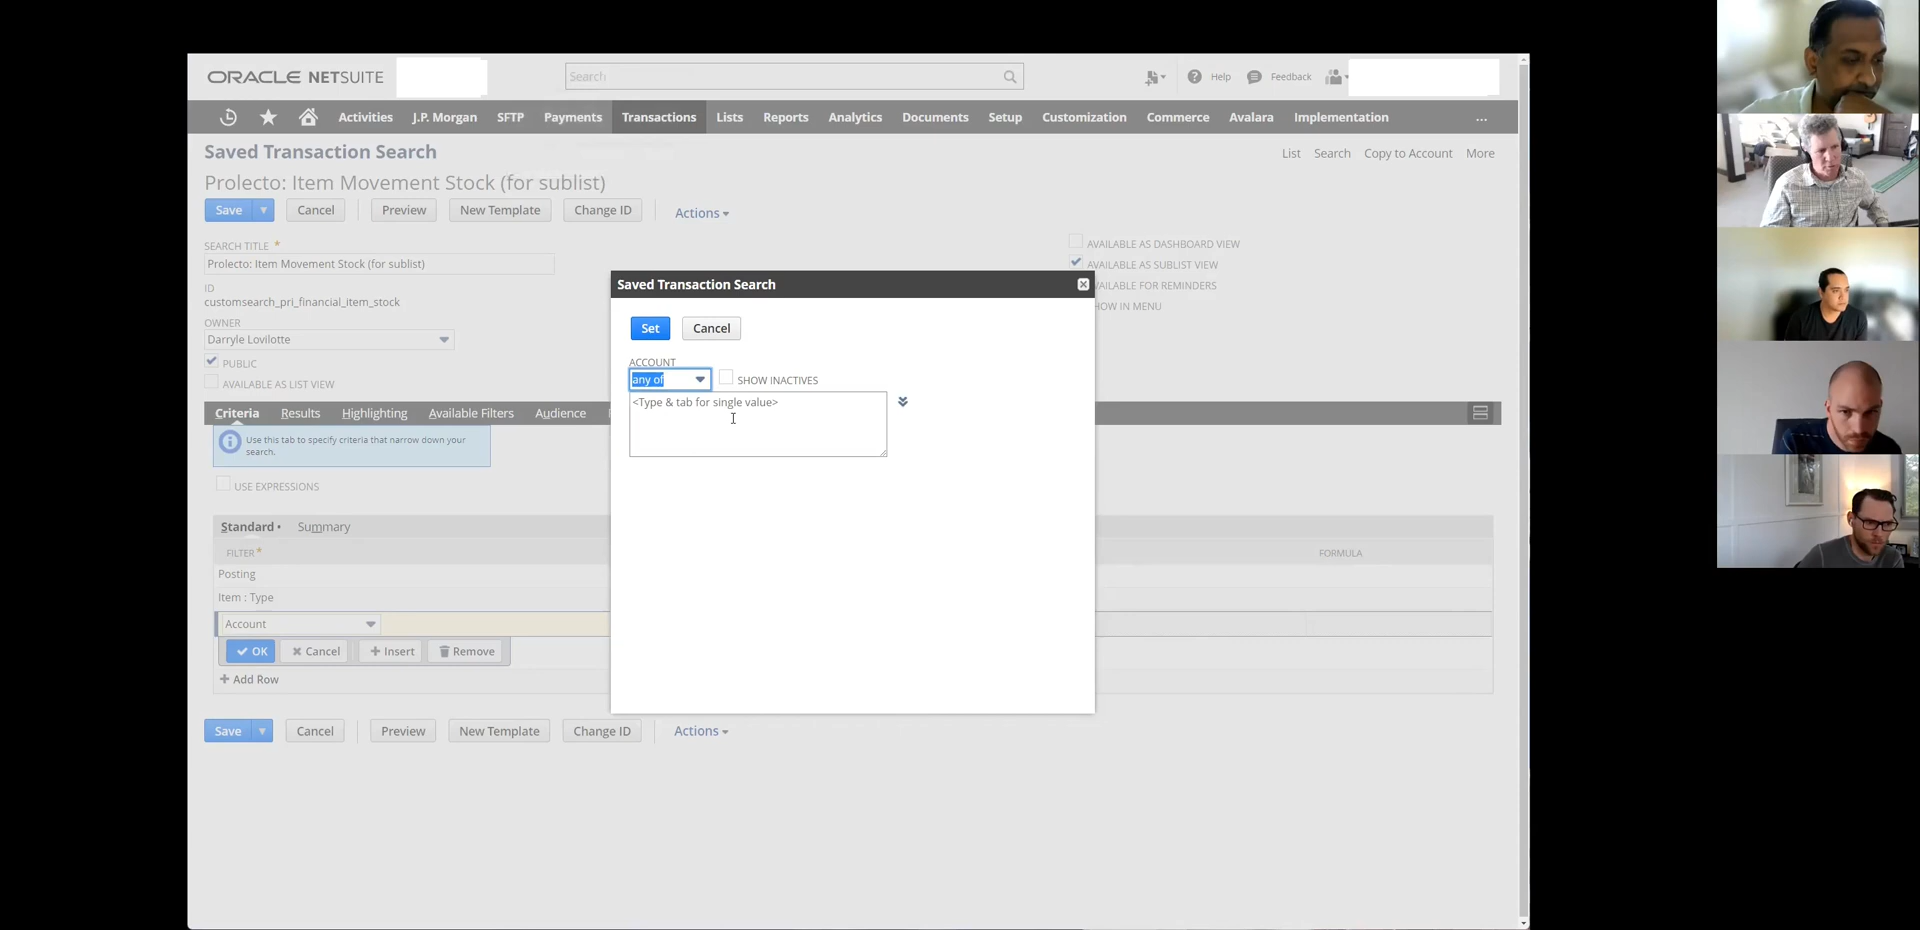 ORACLE NETSUITE
Search
Help
Feedback
Activities
J.P. Morgan
SFTP
Payments
Transactions
Lists
Reports
Analytics
Documents
Setup
Customization
Commerce
Avalara
Implementation
...
Saved Transaction Search
List
Search
Copy to Account
More
Prolecto: Item Movement Stock (for sublist)
Save
Cancel
Preview
New Template
Change ID
Actions
SEARCH TITLE *
Prolecto: Item Movement Stock (for sublist)
ID
customsearch_pri_financial_item_stock
OWNER
Darryle Lovilotte
PUBLIC
AVAILABLE AS LIST VIEW
AVAILABLE AS DASHBOARD VIEW
AVAILABLE AS SUBLIST VIEW
VAILABLE FOR REMINDERS
HOW IN MENU
Saved Transaction Search
Set
Cancel
ACCOUNT
any of
SHOW INACTIVES
<Type & tab for single value>
Criteria
Results
Highlighting
Available Filters
Audience
Use this tab to specify criteria that narrow down your
search.
USE EXPRESSIONS
Standard •
Summary
FILTER *
FORMULA
Posting
Item : Type
Account
OK
Cancel
Insert
Remove
+ Add Row
Save
Cancel
Preview
New Template
Change ID
Actions